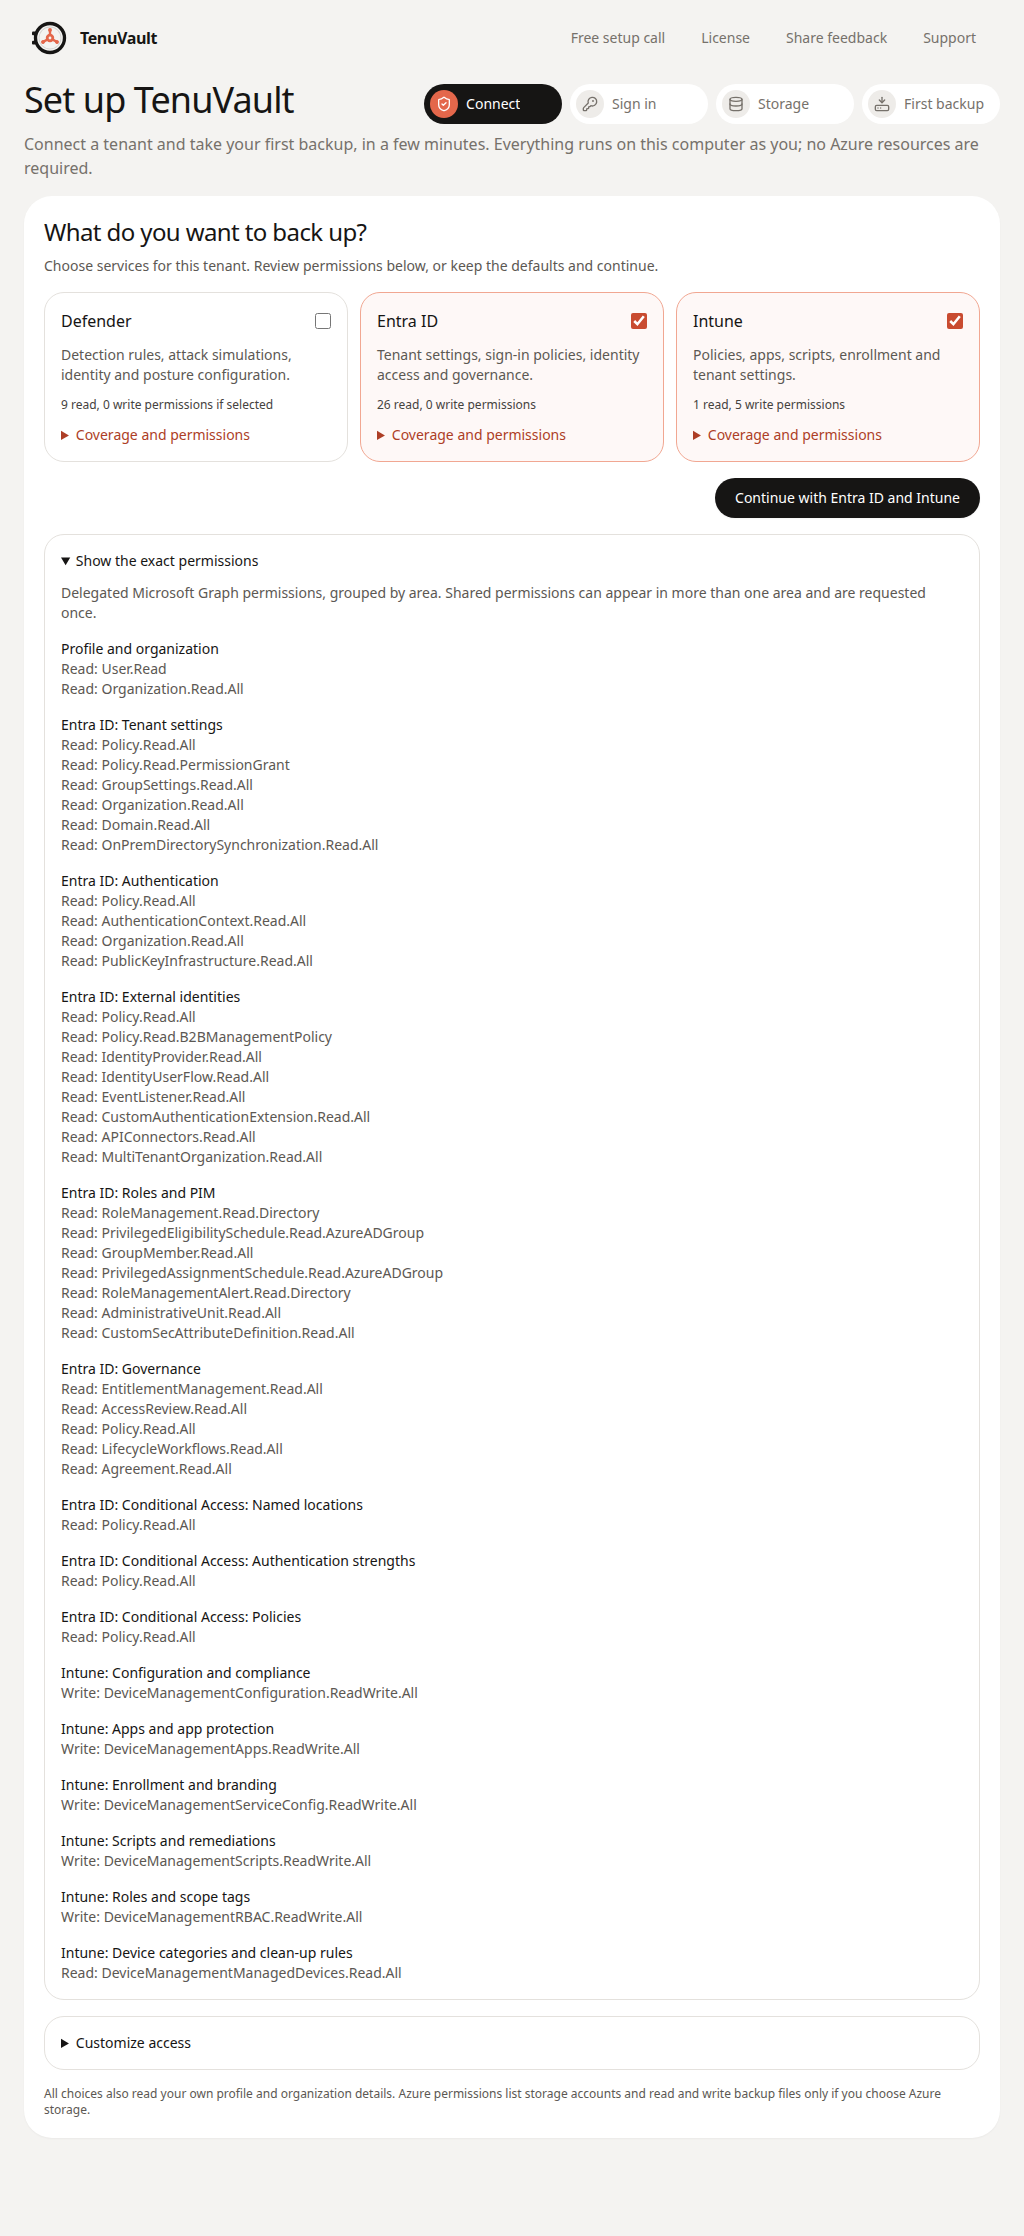 TenuVault
Free setup call
License
Share feedback
Support
Set up TenuVault
Connect
Sign in
Storage
First backup
Connect a tenant and take your first backup, in a few minutes. Everything runs on this computer as you; no Azure resources are
required.
What do you want to back up?
Choose services for this tenant. Review permissions below, or keep the defaults and continue.
Defender
Detection rules, attack simulations,
identity and posture configuration.
9 read, 0 write permissions if selected
Coverage and permissions
Entra ID
Tenant settings, sign-in policies, identity
access and governance.
26 read, 0 write permissions
Coverage and permissions
Intune
Policies, apps, scripts, enrollment and
tenant settings.
1 read, 5 write permissions
Coverage and permissions
Continue with Entra ID and Intune
Show the exact permissions
Delegated Microsoft Graph permissions, grouped by area. Shared permissions can appear in more than one area and are requested
once.
Profile and organization
Read: User.Read
Read: Organization.Read.All
Entra ID: Tenant settings
Read: Policy.Read.All
Read: Policy.Read.PermissionGrant
Read: GroupSettings.Read.All
Read: Organization.Read.All
Read: Domain.Read.All
Read: OnPremDirectorySynchronization.Read.All
Entra ID: Authentication
Read: Policy.Read.All
Read: AuthenticationContext.Read.All
Read: Organization.Read.All
Read: PublicKeyInfrastructure.Read.All
Entra ID: External identities
Read: Policy.Read.All
Read: Policy.Read.B2BManagementPolicy
Read: IdentityProvider.Read.All
Read: IdentityUserFlow.Read.All
Read: EventListener.Read.All
Read: CustomAuthenticationExtension.Read.All
Read: APIConnectors.Read.All
Read: MultiTenantOrganization.Read.All
Entra ID: Roles and PIM
Read: RoleManagement.Read.Directory
Read: PrivilegedEligibilitySchedule.Read.AzureADGroup
Read: GroupMember.Read.All
Read: PrivilegedAssignmentSchedule.Read.AzureADGroup
Read: RoleManagementAlert.Read.Directory
Read: AdministrativeUnit.Read.All
Read: CustomSecAttributeDefinition.Read.All
Entra ID: Governance
Read: EntitlementManagement.Read.All
Read: AccessReview.Read.All
Read: Policy.Read.All
Read: LifecycleWorkflows.Read.All
Read: Agreement.Read.All
Entra ID: Conditional Access: Named locations
Read: Policy.Read.All
Entra ID: Conditional Access: Authentication strengths
Read: Policy.Read.All
Entra ID: Conditional Access: Policies
Read: Policy.Read.All
Intune: Configuration and compliance
Write: DeviceManagementConfiguration.ReadWrite.All
Intune: Apps and app protection
Write: DeviceManagementApps.ReadWrite.All
Intune: Enrollment and branding
Write: DeviceManagementServiceConfig.ReadWrite.All
Intune: Scripts and remediations
Write: DeviceManagementScripts.ReadWrite.All
Intune: Roles and scope tags
Write: DeviceManagementRBAC.ReadWrite.All
Intune: Device categories and clean-up rules
Read: DeviceManagementManagedDevices.Read.All
Customize access
All choices also read your own profile and organization details. Azure permissions list storage accounts and read and write backup files only if you choose Azure
storage.